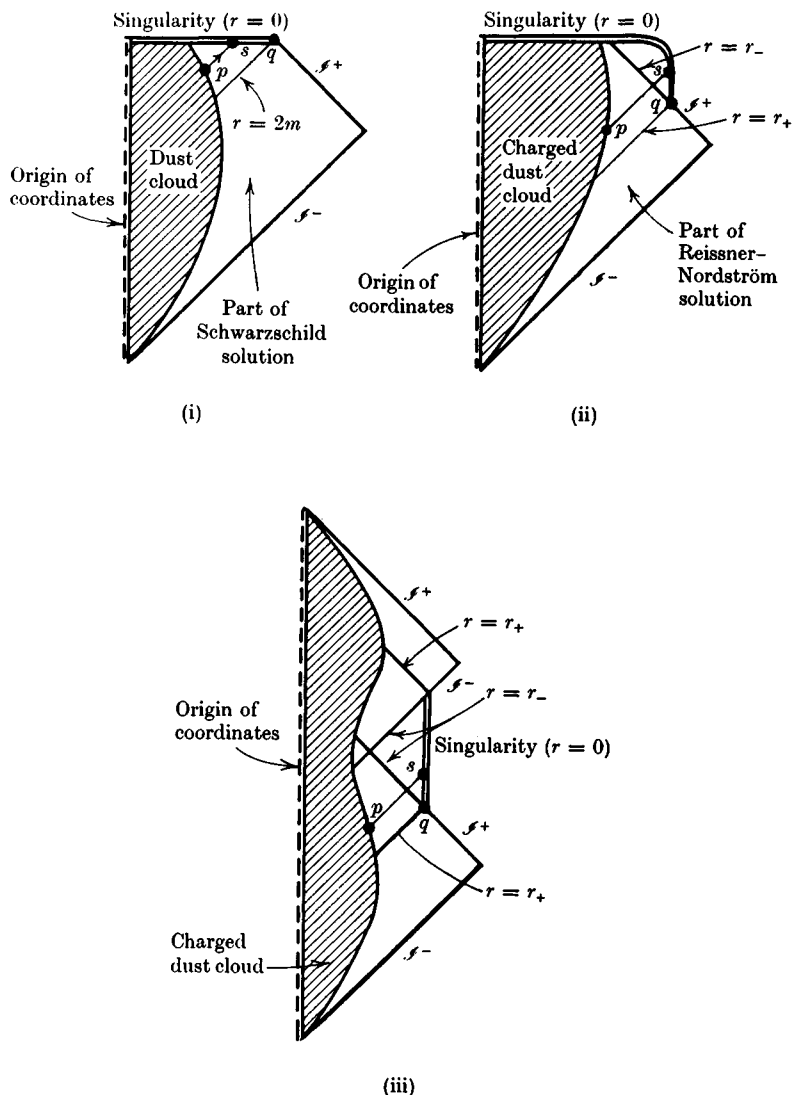 Singularity (r = 0)
q
s
p
𝓘+
r = 2m
Dust
cloud
Origin of
coordinates
𝓘−
Part of
Schwarzschild
solution
(i)
Singularity (r = 0)
r = r₋
s
q
𝓘+
r = r₊
p
Charged
dust
cloud
Part of
Reissner–
Nordström
solution
𝓘−
Origin of
coordinates
(ii)
𝓘+
r = r₊
𝓘−
r = r₋
Origin of
coordinates
Singularity (r = 0)
s
p
q
𝓘+
r = r₊
Charged
dust cloud
𝓘−
(iii)